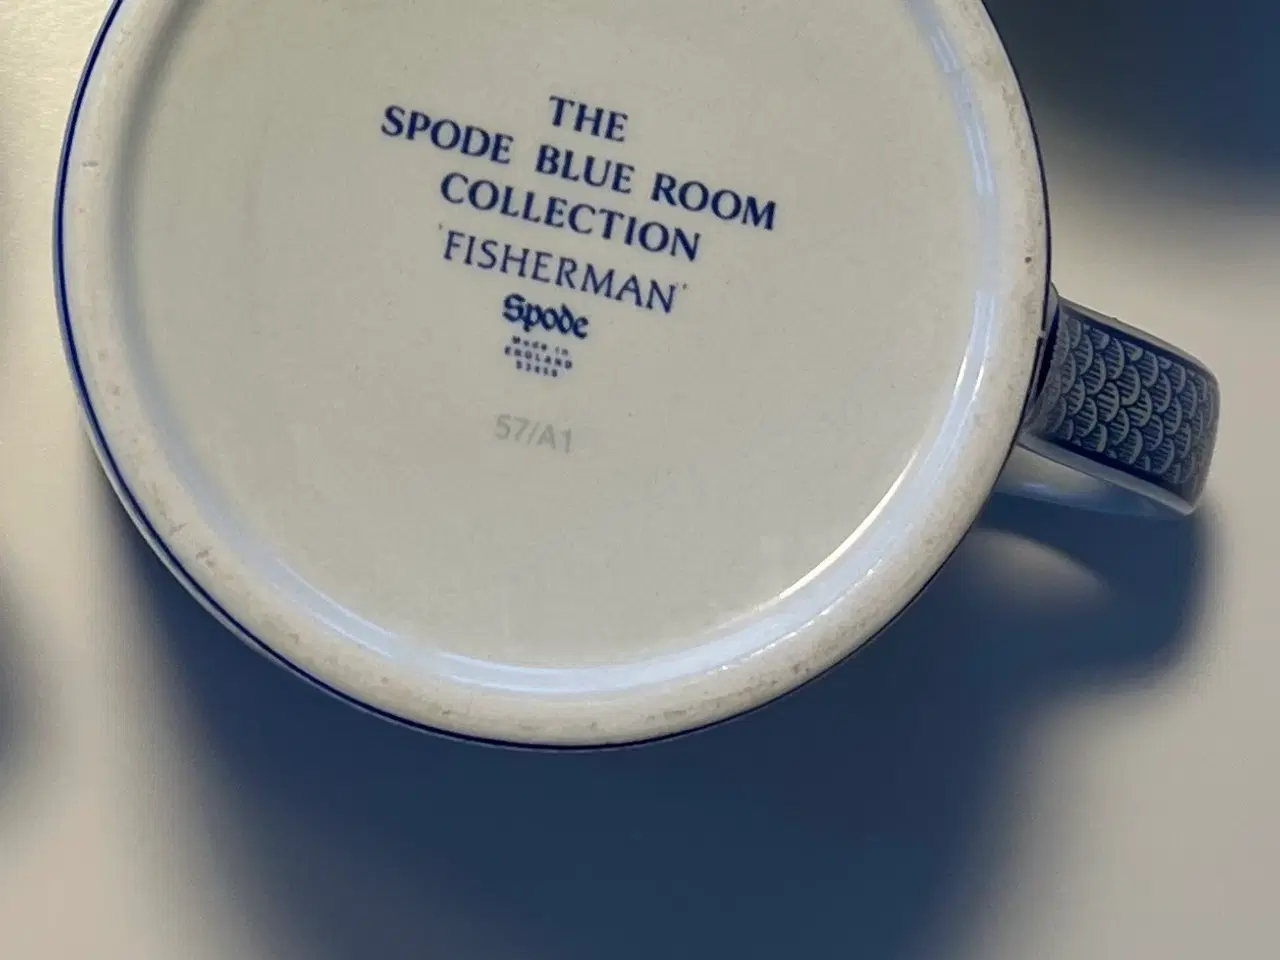 THE
SPODE BLUE ROOM
COLLECTION
'FISHERMAN'
Spode
Made in
ENGLAND
57/A1